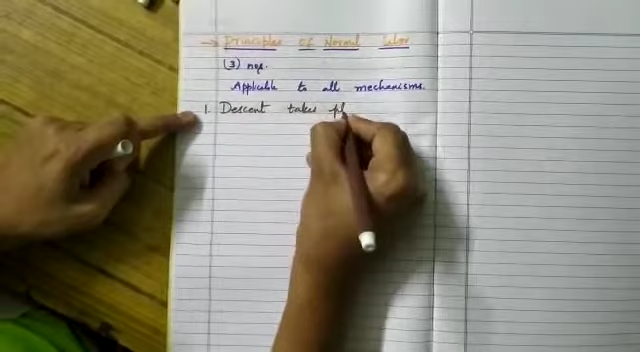 → Principles of Normal labor
(3) nos.
Applicable to all mechanisms.
1. Descent takes pl